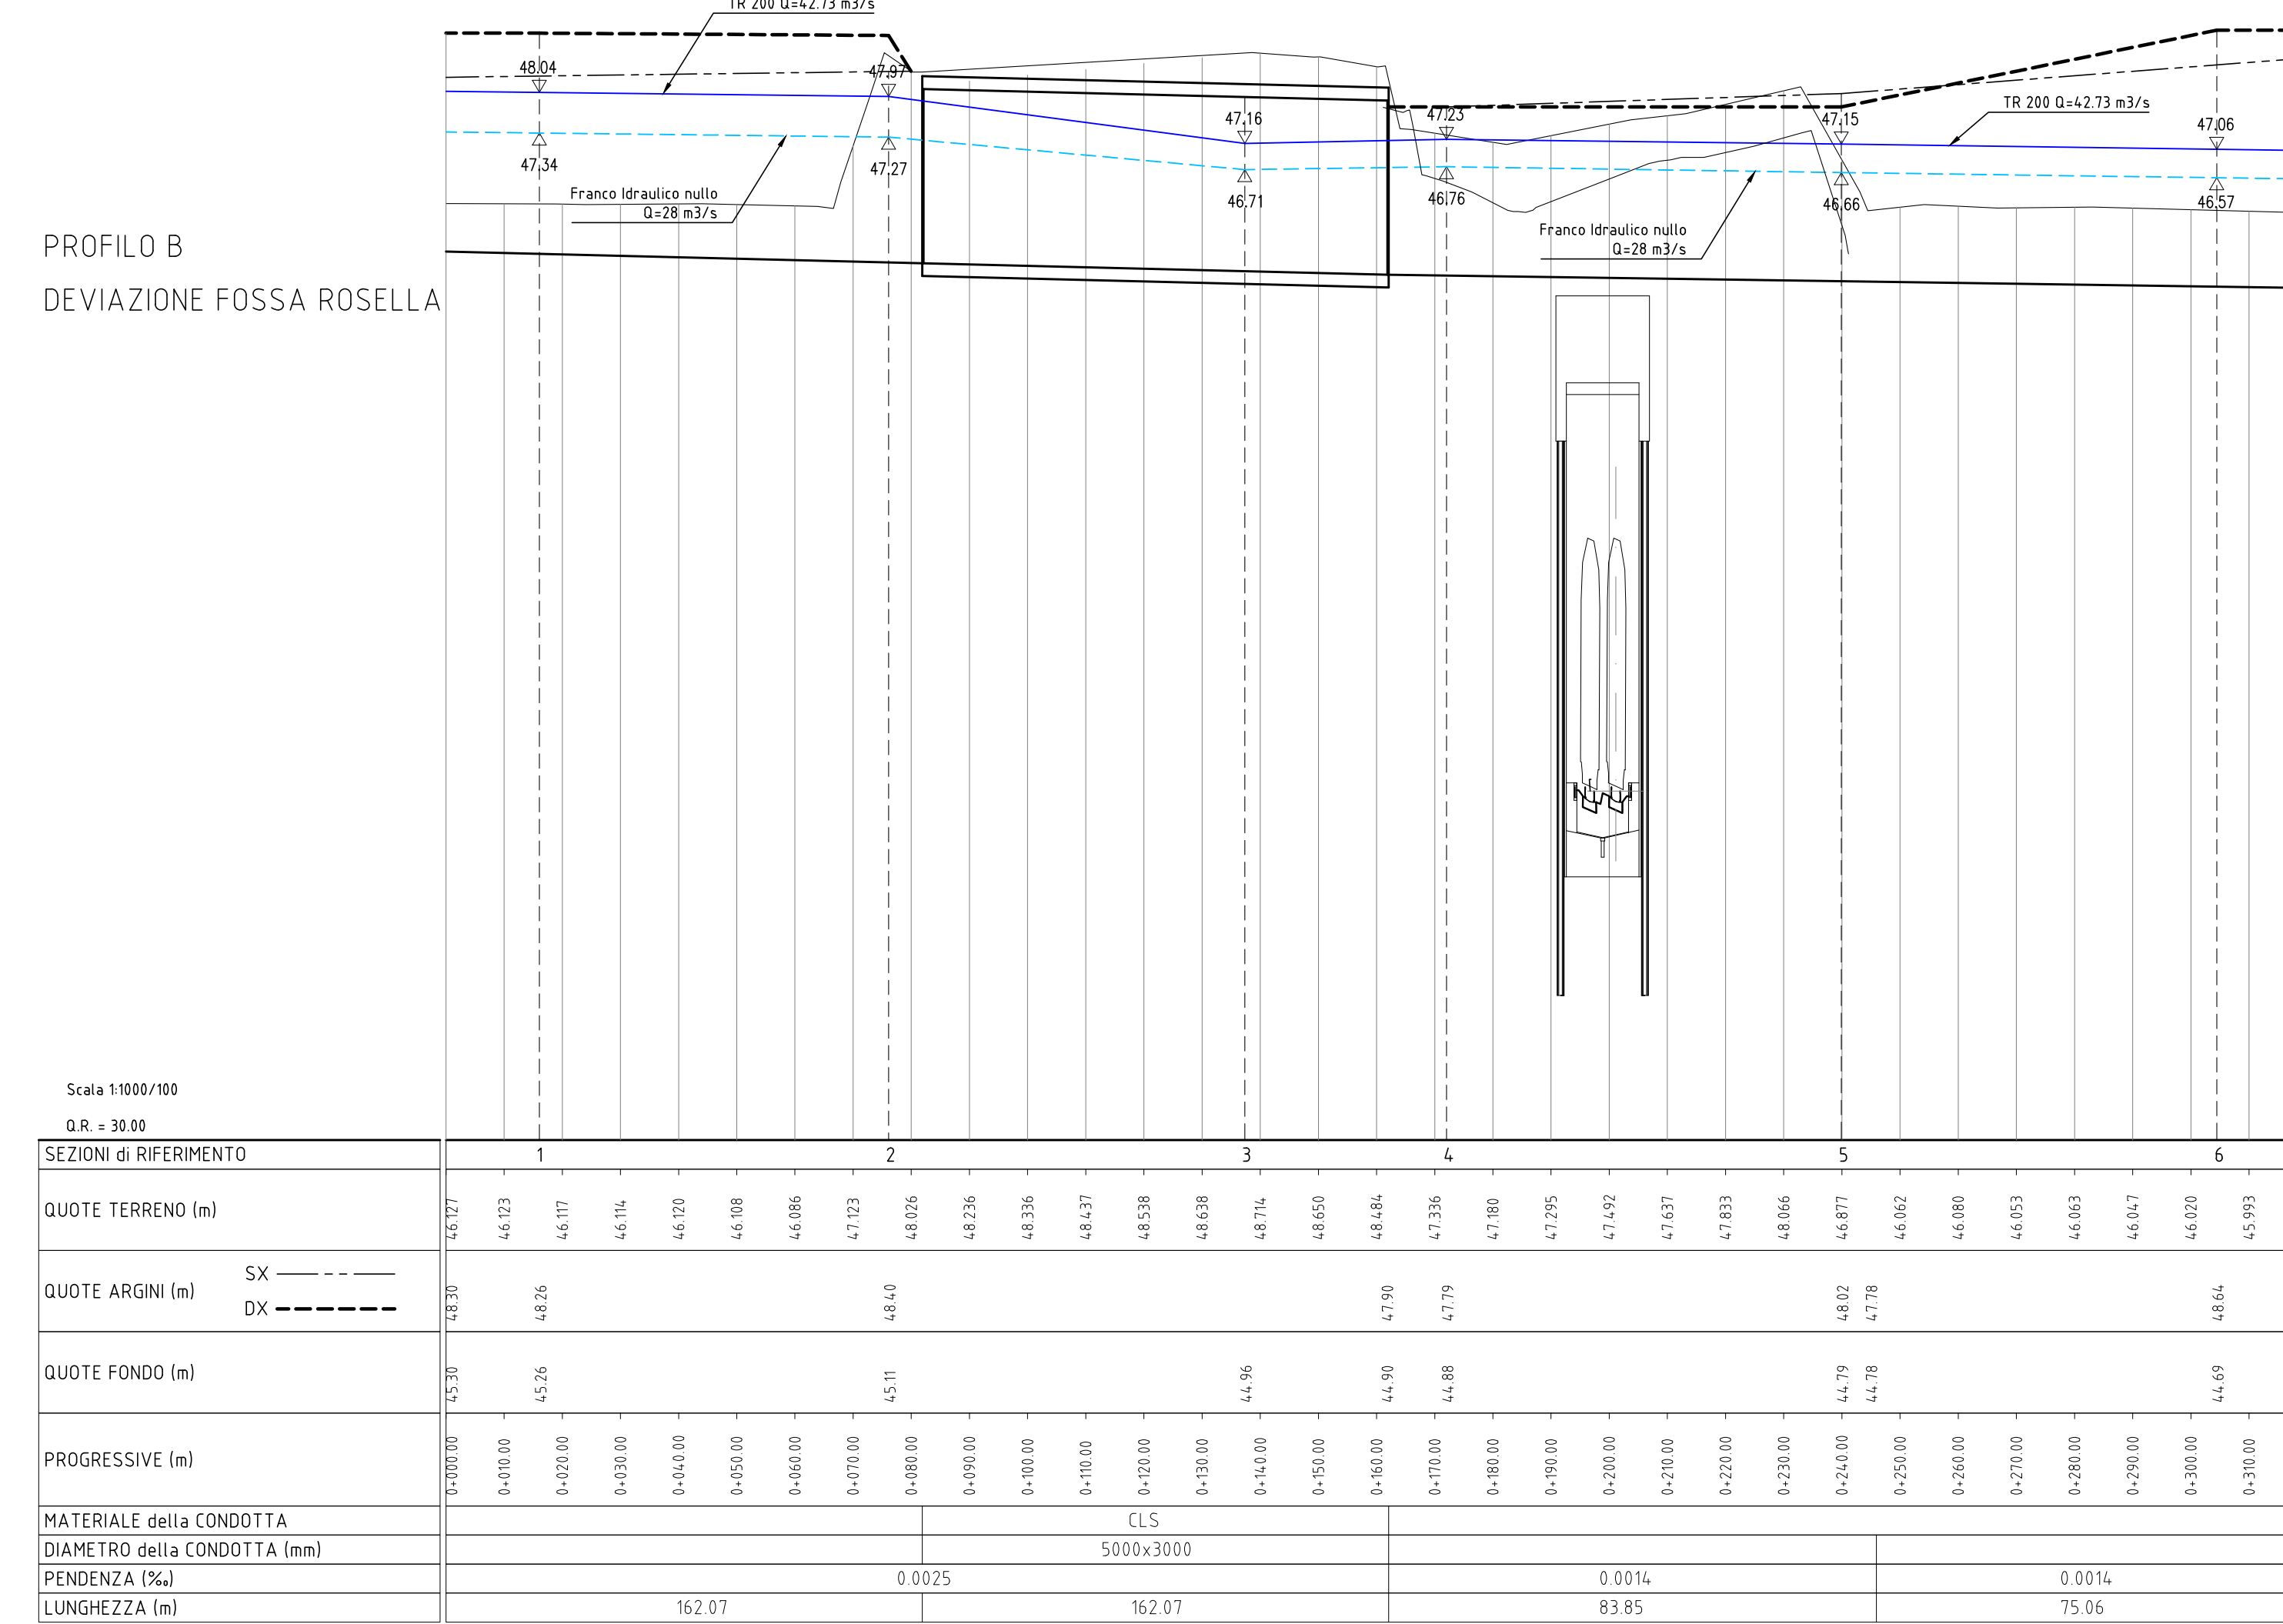 TR 200 Q=42.73 m3/s
48.04
47.97
47.34
47.27
Franco Idraulico nullo
Q=28 m3/s
47.16
46.71
47.23
46.76
47.15
46.66
TR 200 Q=42.73 m3/s
47.06
46.57
Franco Idraulico nullo
Q=28 m3/s
PROFILO B
DEVIAZIONE FOSSA ROSELLA
Scala 1:1000/100
Q.R. = 30.00
SEZIONI di RIFERIMENTO 1 2 3 4 5 6
QUOTE TERRENO (m) 46.127 46.123 46.117 46.114 46.120 46.108 46.086 47.123 48.026 48.236 48.336 48.437 48.538 48.638 48.714 48.650 48.484 47.336 47.180 47.295 47.492 47.637 47.833 48.066 46.877 46.062 46.080 46.053 46.063 46.047 46.020 45.993
QUOTE ARGINI (m) SX DX 48.30 48.26 48.40 47.90 47.79 48.02 47.78 48.64
QUOTE FONDO (m) 45.30 45.26 45.11 44.96 44.90 44.88 44.79 44.78 44.69
PROGRESSIVE (m) 0+000.00 0+010.00 0+020.00 0+030.00 0+040.00 0+050.00 0+060.00 0+070.00 0+080.00 0+090.00 0+100.00 0+110.00 0+120.00 0+130.00 0+140.00 0+150.00 0+160.00 0+170.00 0+180.00 0+190.00 0+200.00 0+210.00 0+220.00 0+230.00 0+240.00 0+250.00 0+260.00 0+270.00 0+280.00 0+290.00 0+300.00 0+310.00
MATERIALE della CONDOTTA CLS
DIAMETRO della CONDOTTA (mm) 5000x3000
PENDENZA (‰) 0.0025 0.0014 0.0014
LUNGHEZZA (m) 162.07 162.07 83.85 75.06